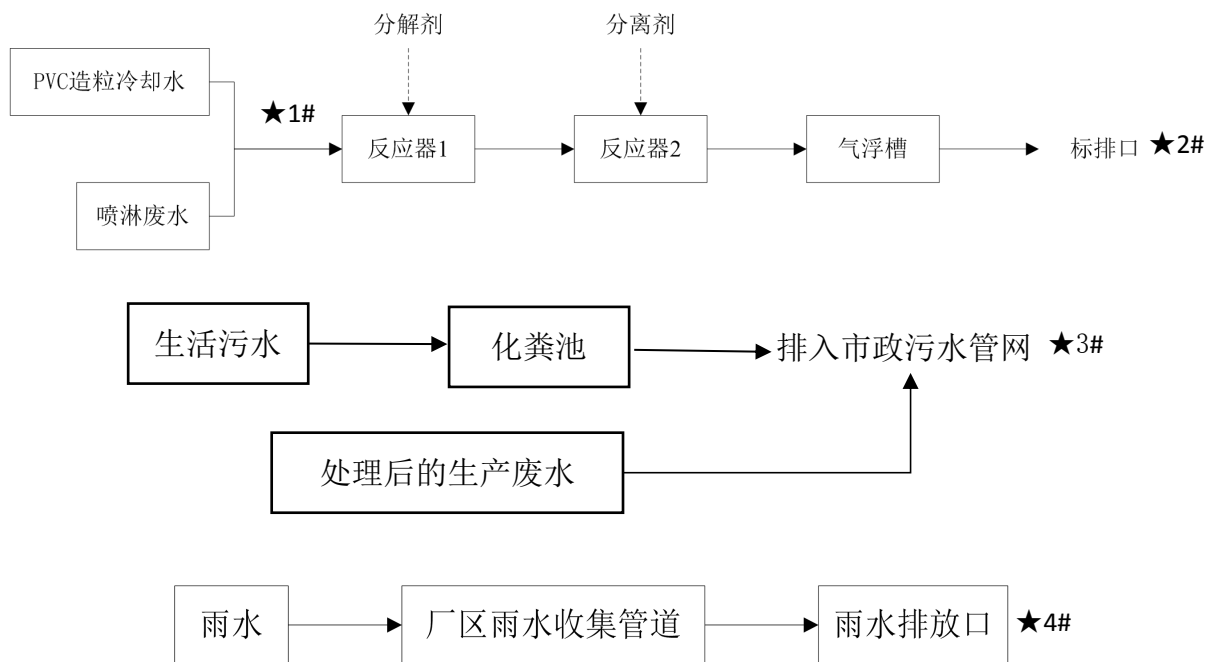 分解剂
分离剂
PVC造粒冷却水
★1#
反应器1
反应器2
气浮槽
标排口 ★2#
喷淋废水
生活污水
化粪池
排入市政污水管网 ★3#
处理后的生产废水
雨水
厂区雨水收集管道
雨水排放口 ★4#